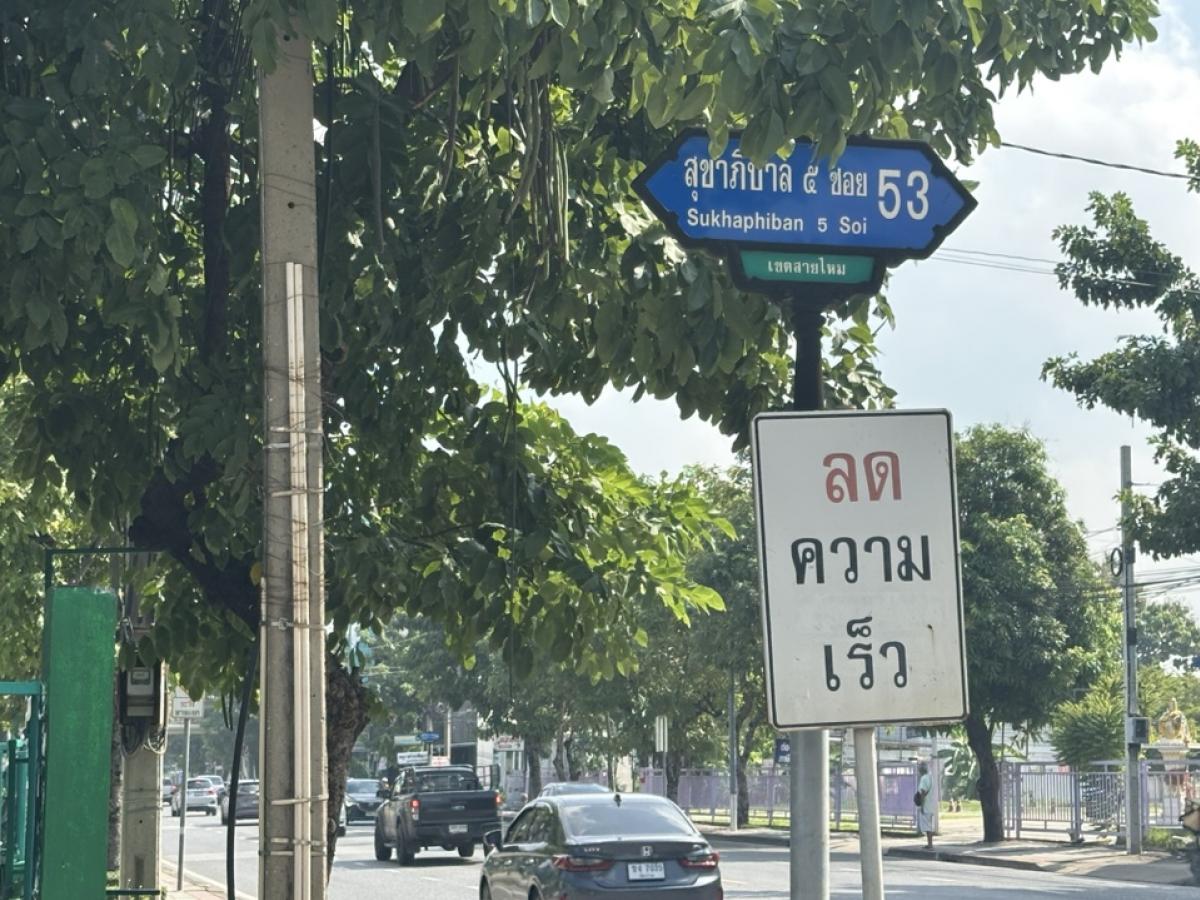 สุขาภิบาล ๕ ซอย 53
Sukhaphiban 5 Soi
เขตสายไหม
ลด
ความ
เร็ว